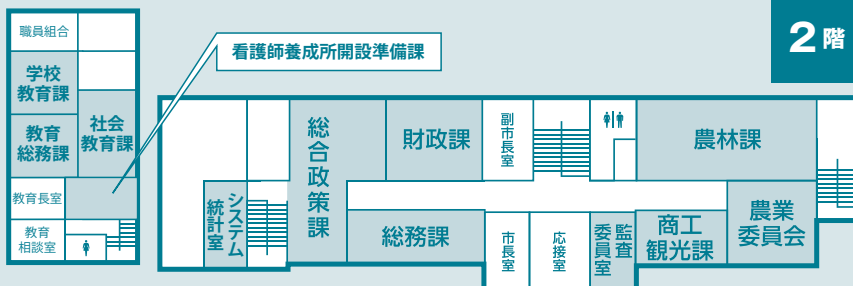 2階
職員組合
学校
教育課
教育
総務課
社会
教育課
教育長室
教育
相談室
看護師養成所開設準備課
システム
統計室
総合政策課
財政課
副市長室
農林課
総務課
市長室
応接室
監査
委員室
商工
観光課
農業
委員会